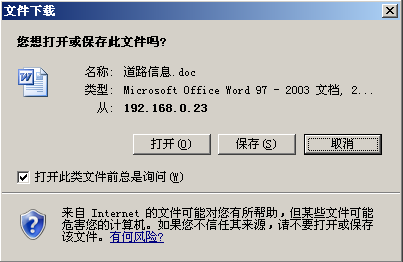 文件下载
您想打开或保存此文件吗?
名称: 道路信息.doc
类型: Microsoft Office Word 97 - 2003 文档, 2...
从: 192.168.0.23
打开(O) 保存(S) 取消
打开此类文件前总是询问(W)
来自 Internet 的文件可能对您有所帮助，但某些文件可能
危害您的计算机。如果您不信任其来源，请不要打开或保存
该文件。有何风险?